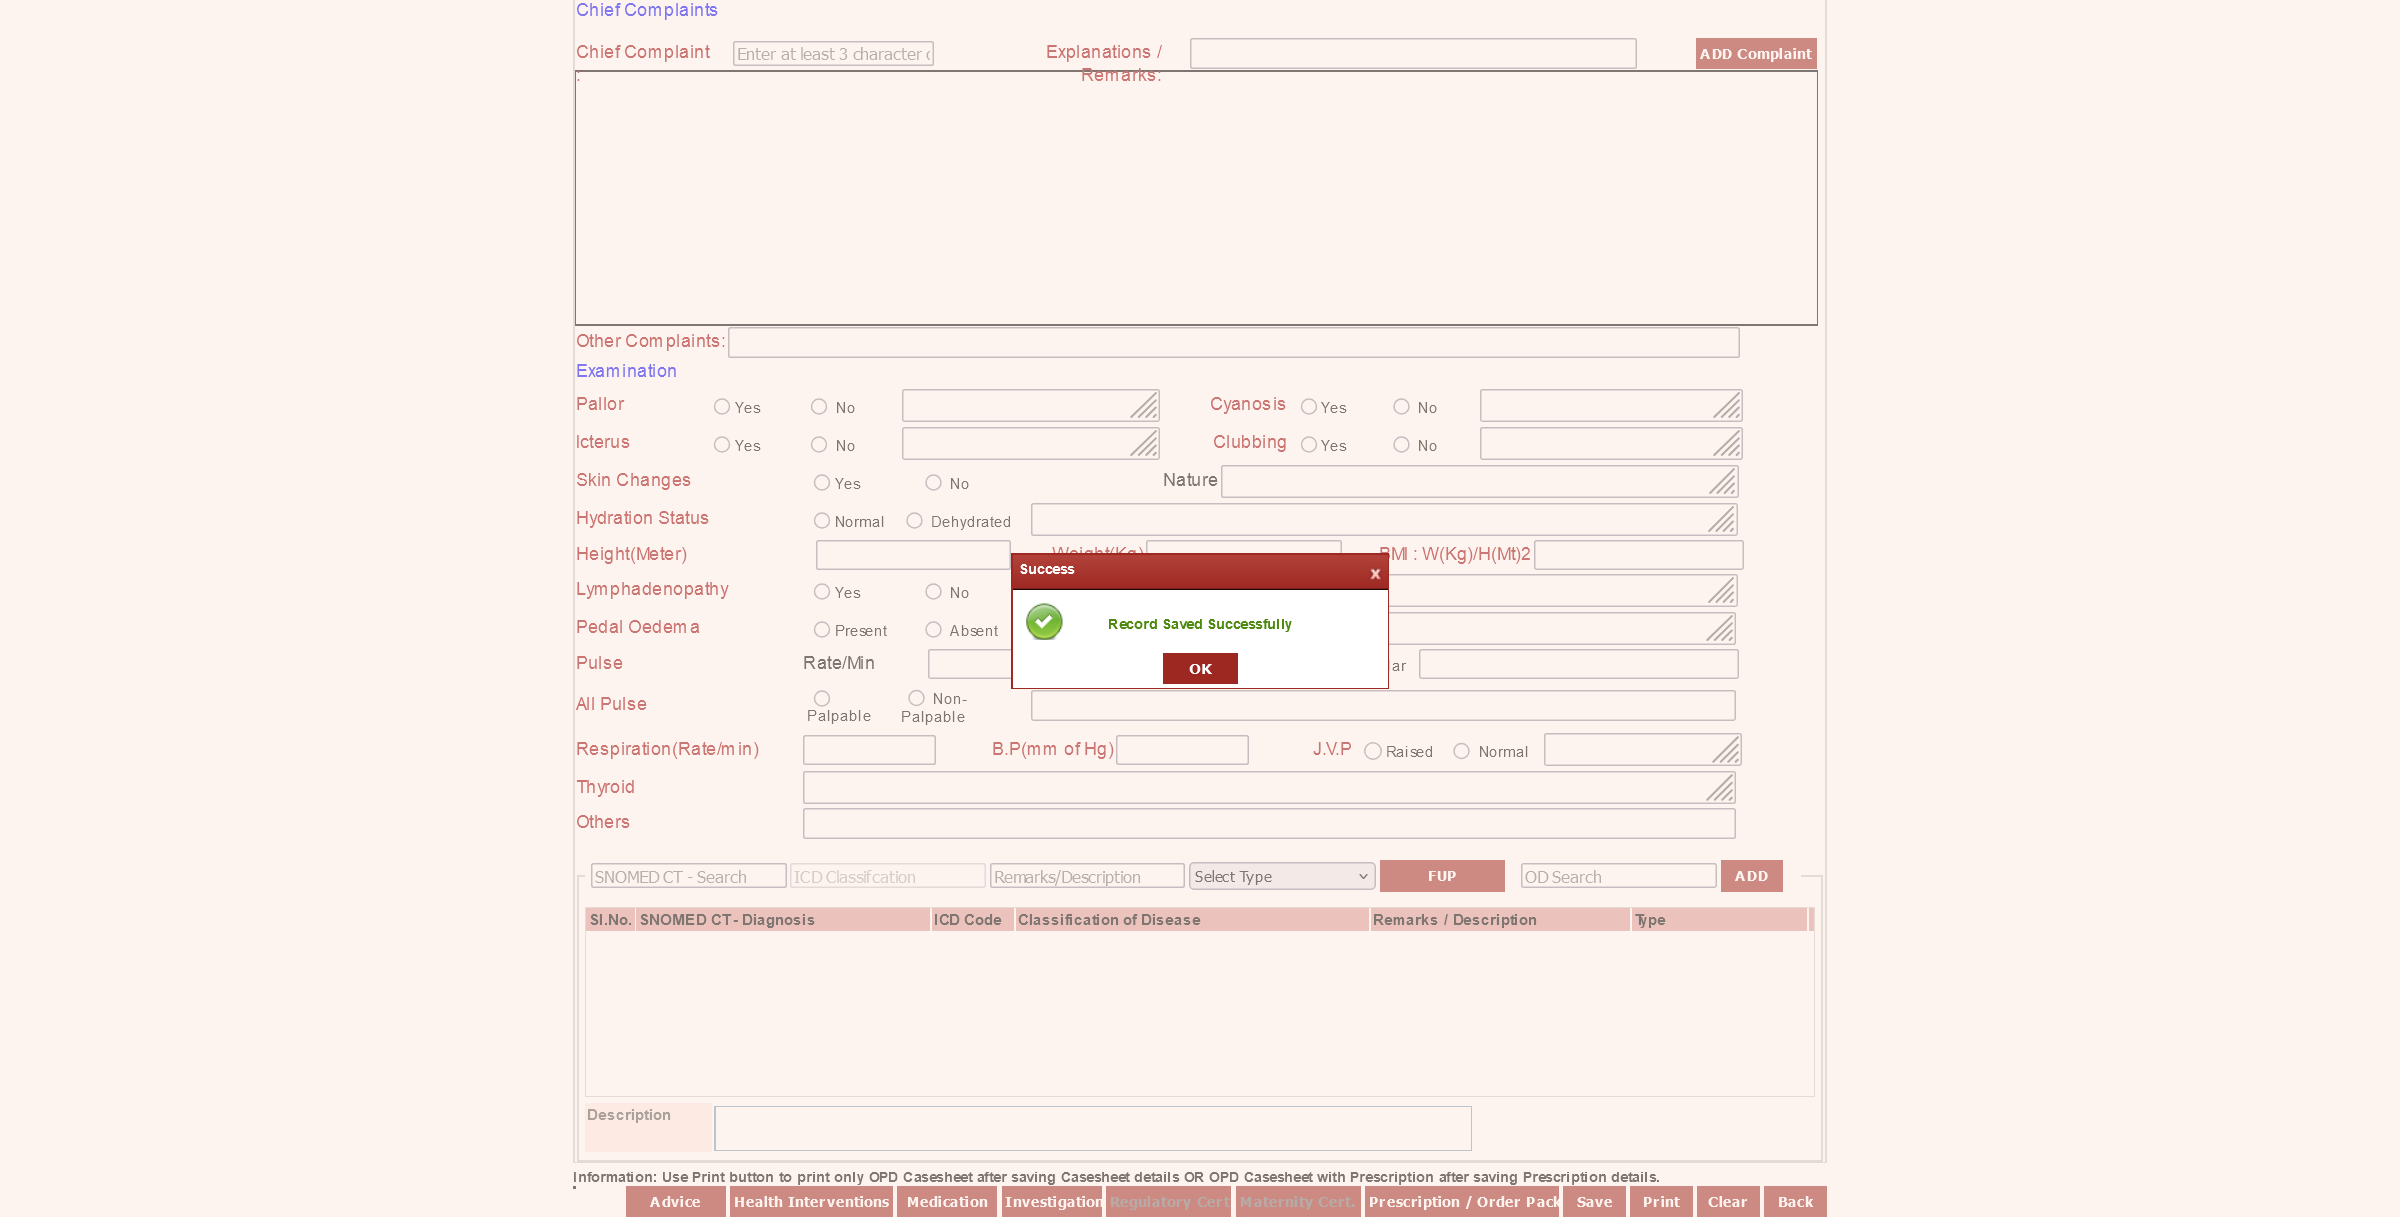 Chief Complaints
Chief Complaint : Enter at least 3 character Explanations / Remarks: ADD Complaint
Other Complaints:
Examination
Pallor Yes No Cyanosis Yes No
Icterus Yes No Clubbing Yes No
Skin Changes Yes No Nature
Hydration Status Normal Dehydrated
Height(Meter) Weight(Kg) BMI : W(Kg)/H(Mt)2
Success x
Lymphadenopathy Yes No
Record Saved Successfully
Pedal Oedema Present Absent
Pulse Rate/Min OK ar
All Pulse Palpable Non-Palpable
Respiration(Rate/min) B.P(mm of Hg) J.V.P Raised Normal
Thyroid
Others
SNOMED CT - Search ICD Classifcation Remarks/Description Select Type FUP OD Search ADD
Sl.No. SNOMED CT - Diagnosis ICD Code Classification of Disease Remarks / Description Type
Description
Information: Use Print button to print only OPD Casesheet after saving Casesheet details OR OPD Casesheet with Prescription after saving Prescription details.
Advice Health Interventions Medication Investigation Regulatory Cert Maternity Cert. Prescription / Order Pack Save Print Clear Back